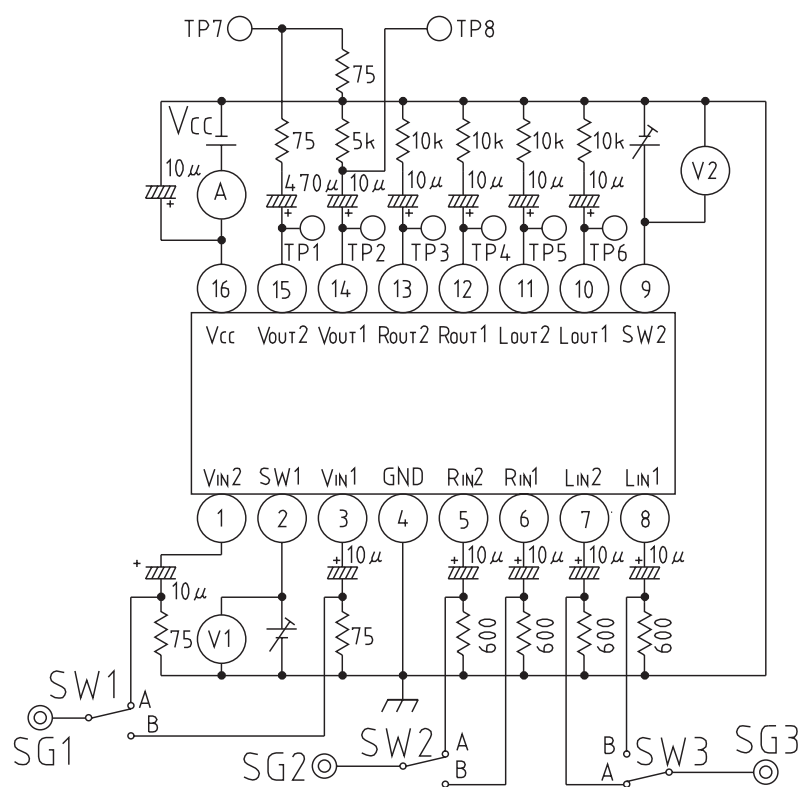 TP7 TP8
75
Vcc 75 5k 10k 10k 10k 10k
10μ A 470μ 10μ 10μ 10μ 10μ 10μ V2
+ + + + + + +
TP1 TP2 TP3 TP4 TP5 TP6
16 15 14 13 12 11 10 9
VCC VOUT2 VOUT1 ROUT2 ROUT1 LOUT2 LOUT1 SW2
VIN2 SW1 VIN1 GND RIN2 RIN1 LIN2 LIN1
1 2 3 4 5 6 7 8
+ + 10μ + 10μ + 10μ + 10μ + 10μ
10μ
75 V1 75 600 600 600 600
SW1 A
B
SG1
SW2 A
SG2 B
B SW3 SG3
A